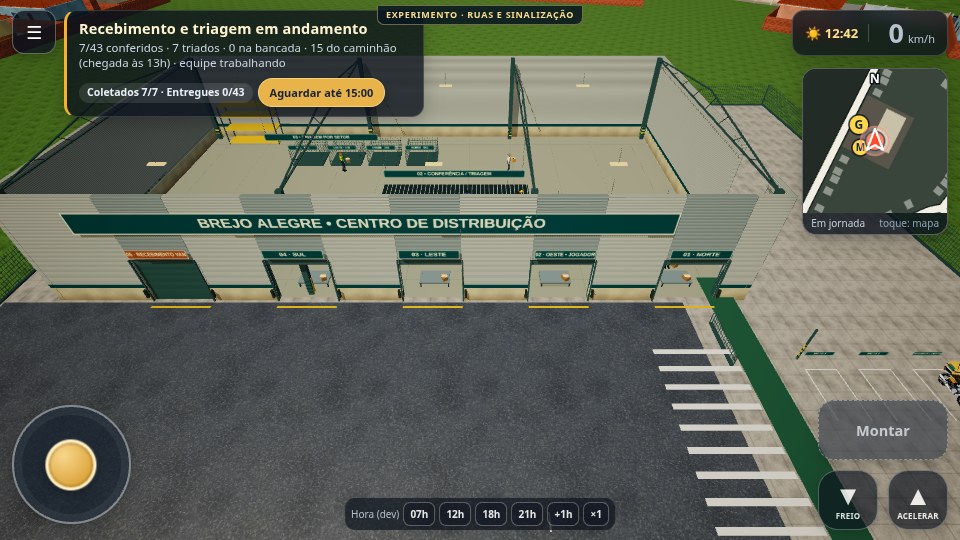 EXPERIMENTO · RUAS E SINALIZAÇÃO
Recebimento e triagem em andamento
7/43 conferidos · 7 triados · 0 na bancada · 15 do caminhão
(chegada às 13h) · equipe trabalhando
Coletados 7/7 · Entregues 0/43
Aguardar até 15:00
12:42
0 km/h
N
G
M
Em jornada
toque: mapa
02 · CONFERÊNCIA / TRIAGEM
BREJO ALEGRE • CENTRO DE DISTRIBUIÇÃO
04 · SUL
03 · LESTE
02 · OESTE · JOGADOR
01 · NORTE
Montar
FREIO
ACELERAR
Hora (dev)
07h
12h
18h
21h
+1h
×1